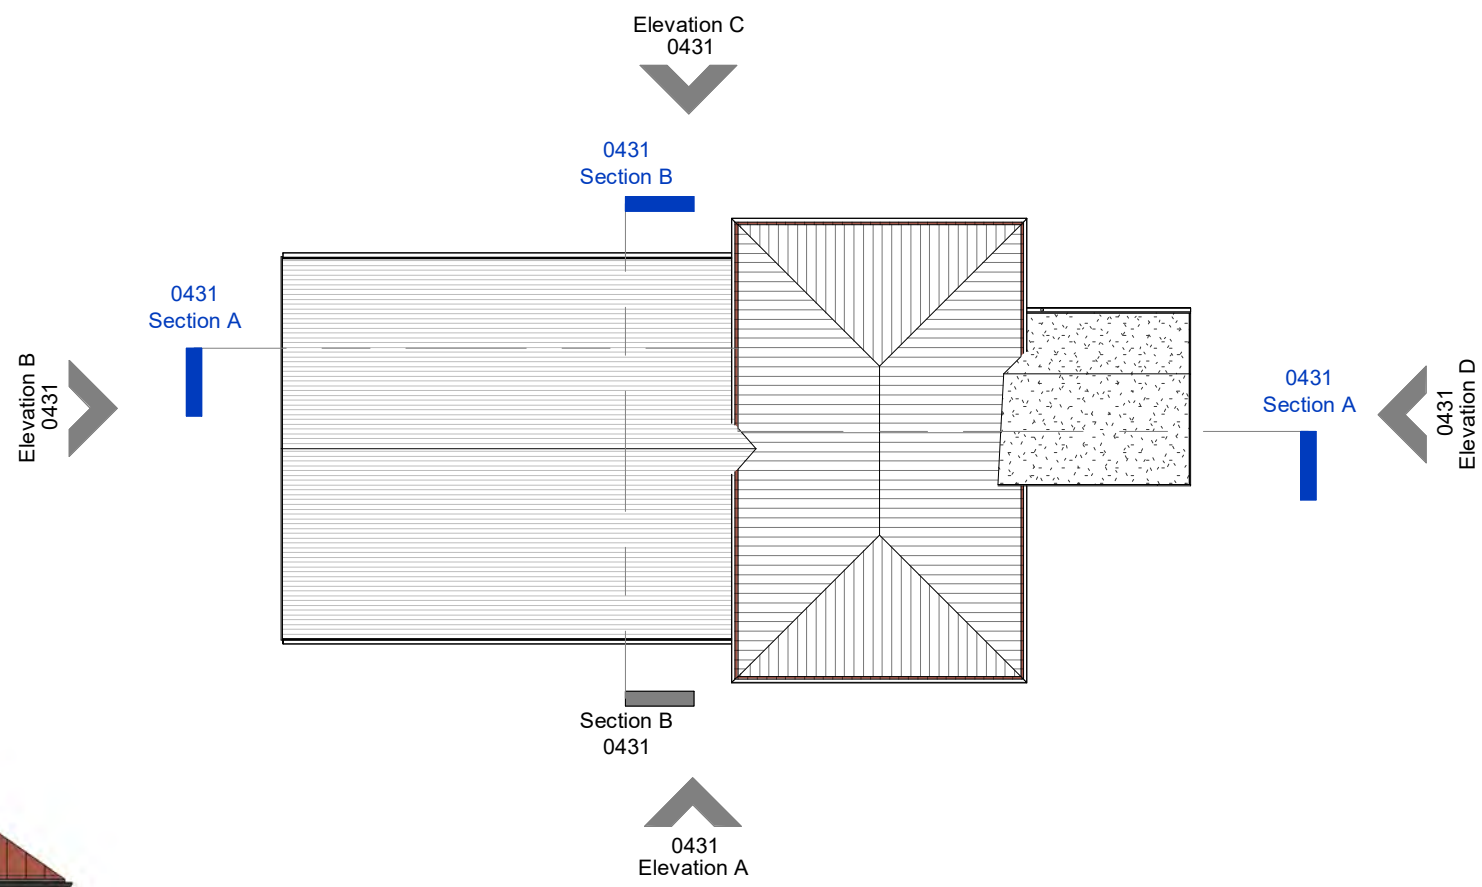 Elevation C
0431
0431
Section B
0431
Section A
Elevation B
0431
0431
Section A
0431
Elevation D
Section B
0431
0431
Elevation A